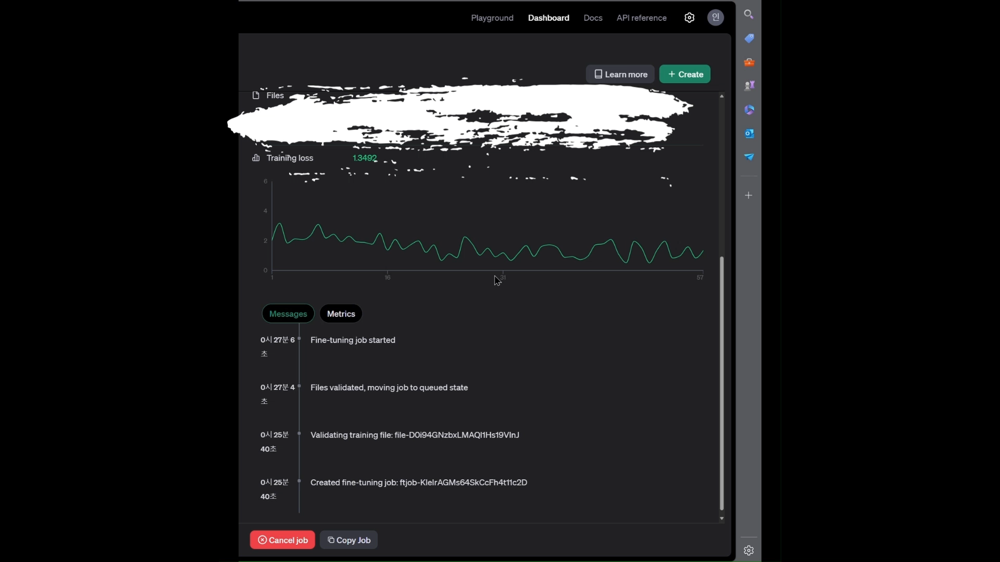 Playground Dashboard Docs API reference 인
Learn more + Create
Files
Training loss 1.3492
6
4
2
0
1 16 31 57
Messages Metrics
0시 27분 6초 Fine-tuning job started
0시 27분 4초 Files validated, moving job to queued state
0시 25분 40초 Validating training file: file-D0i94GNzbxLMAQI1Hs19VInJ
0시 25분 40초 Created fine-tuning job: ftjob-KlelrAGMs64SkCcFh4t11c2D
Cancel job Copy Job